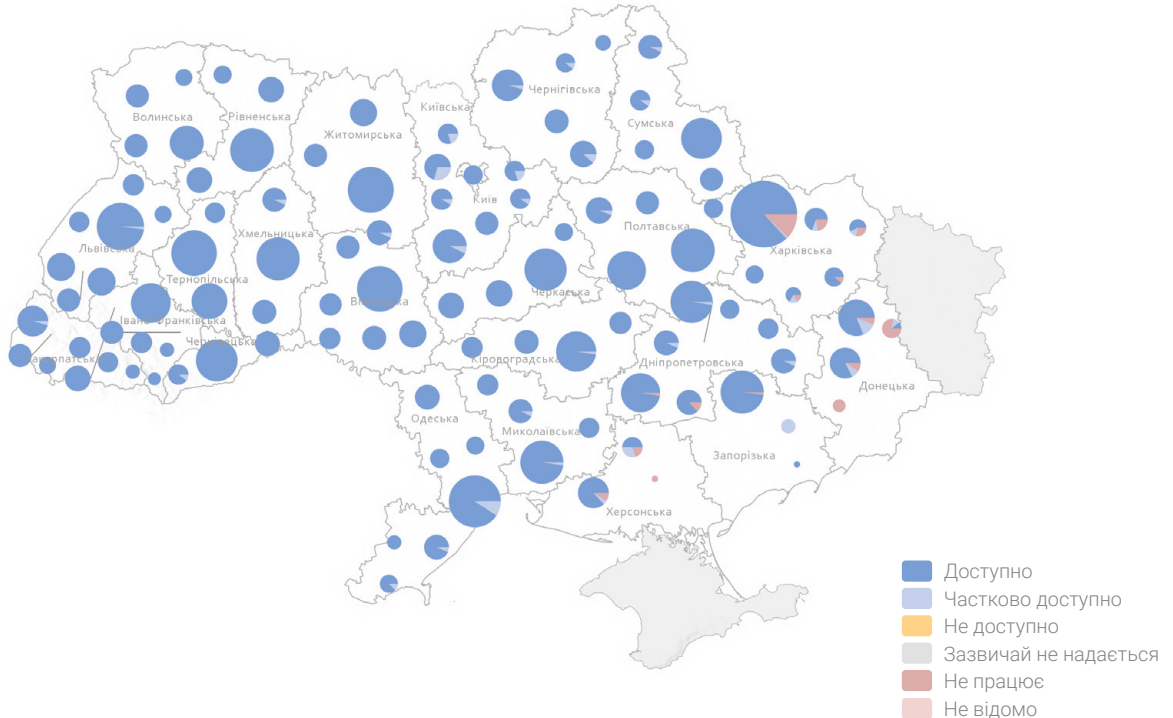 Київська
Чернігівська
Волинська
Рівненська
Сумська
Житомирська
Київ
Полтавська
Хмельницька
Львівська
Харківська
Тернопільська
Черкаська
Вінницька
Івано-Франківська
Чернівецька
Закарпатська
Кіровоградська
Дніпропетровська
Донецька
Одеська
Миколаївська
Запорізька
Херсонська
Доступно
Частково доступно
Не доступно
Зазвичай не надається
Не працює
Не відомо